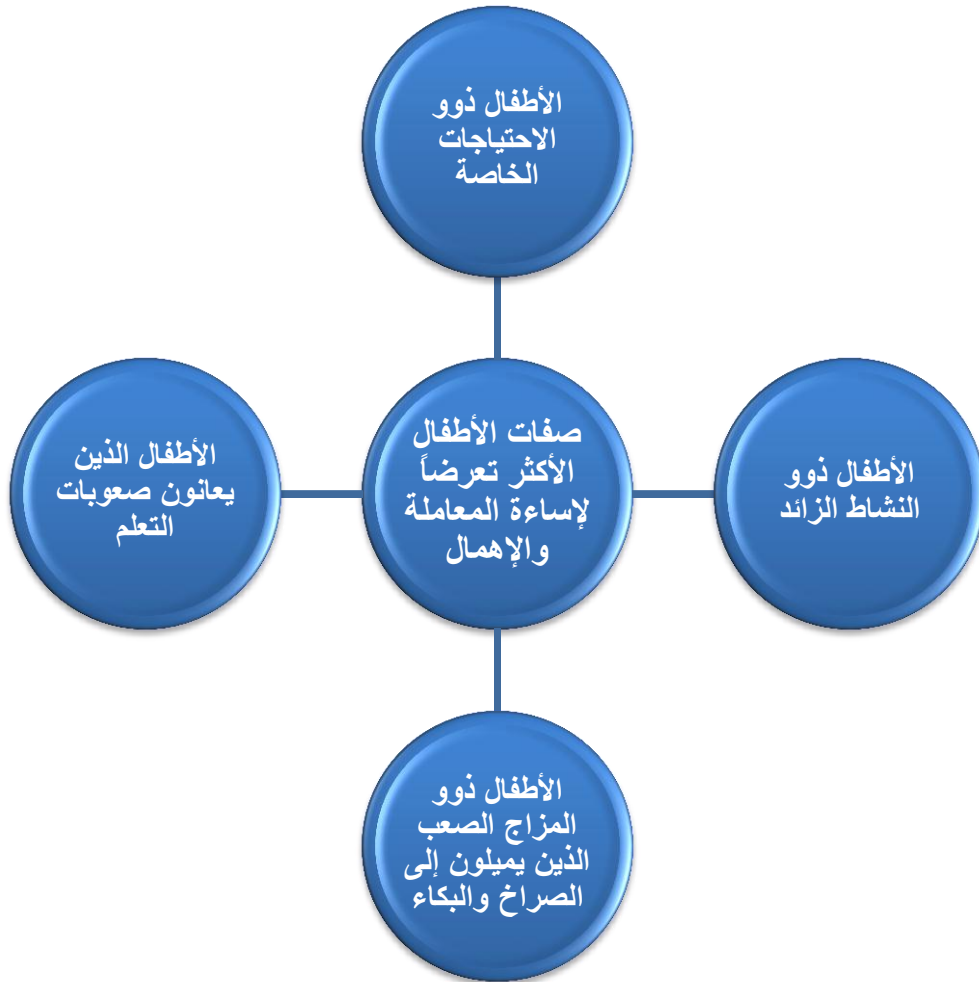 الأطفال ذوو
الاحتياجات
الخاصة
صفات الأطفال
الأكثر تعرضاً
لإساءة المعاملة
والإهمال
الأطفال ذوو
النشاط الزائد
الأطفال ذوو
المزاج الصعب
الذين يميلون إلى
الصراخ والبكاء
الأطفال الذين
يعانون صعوبات
التعلم